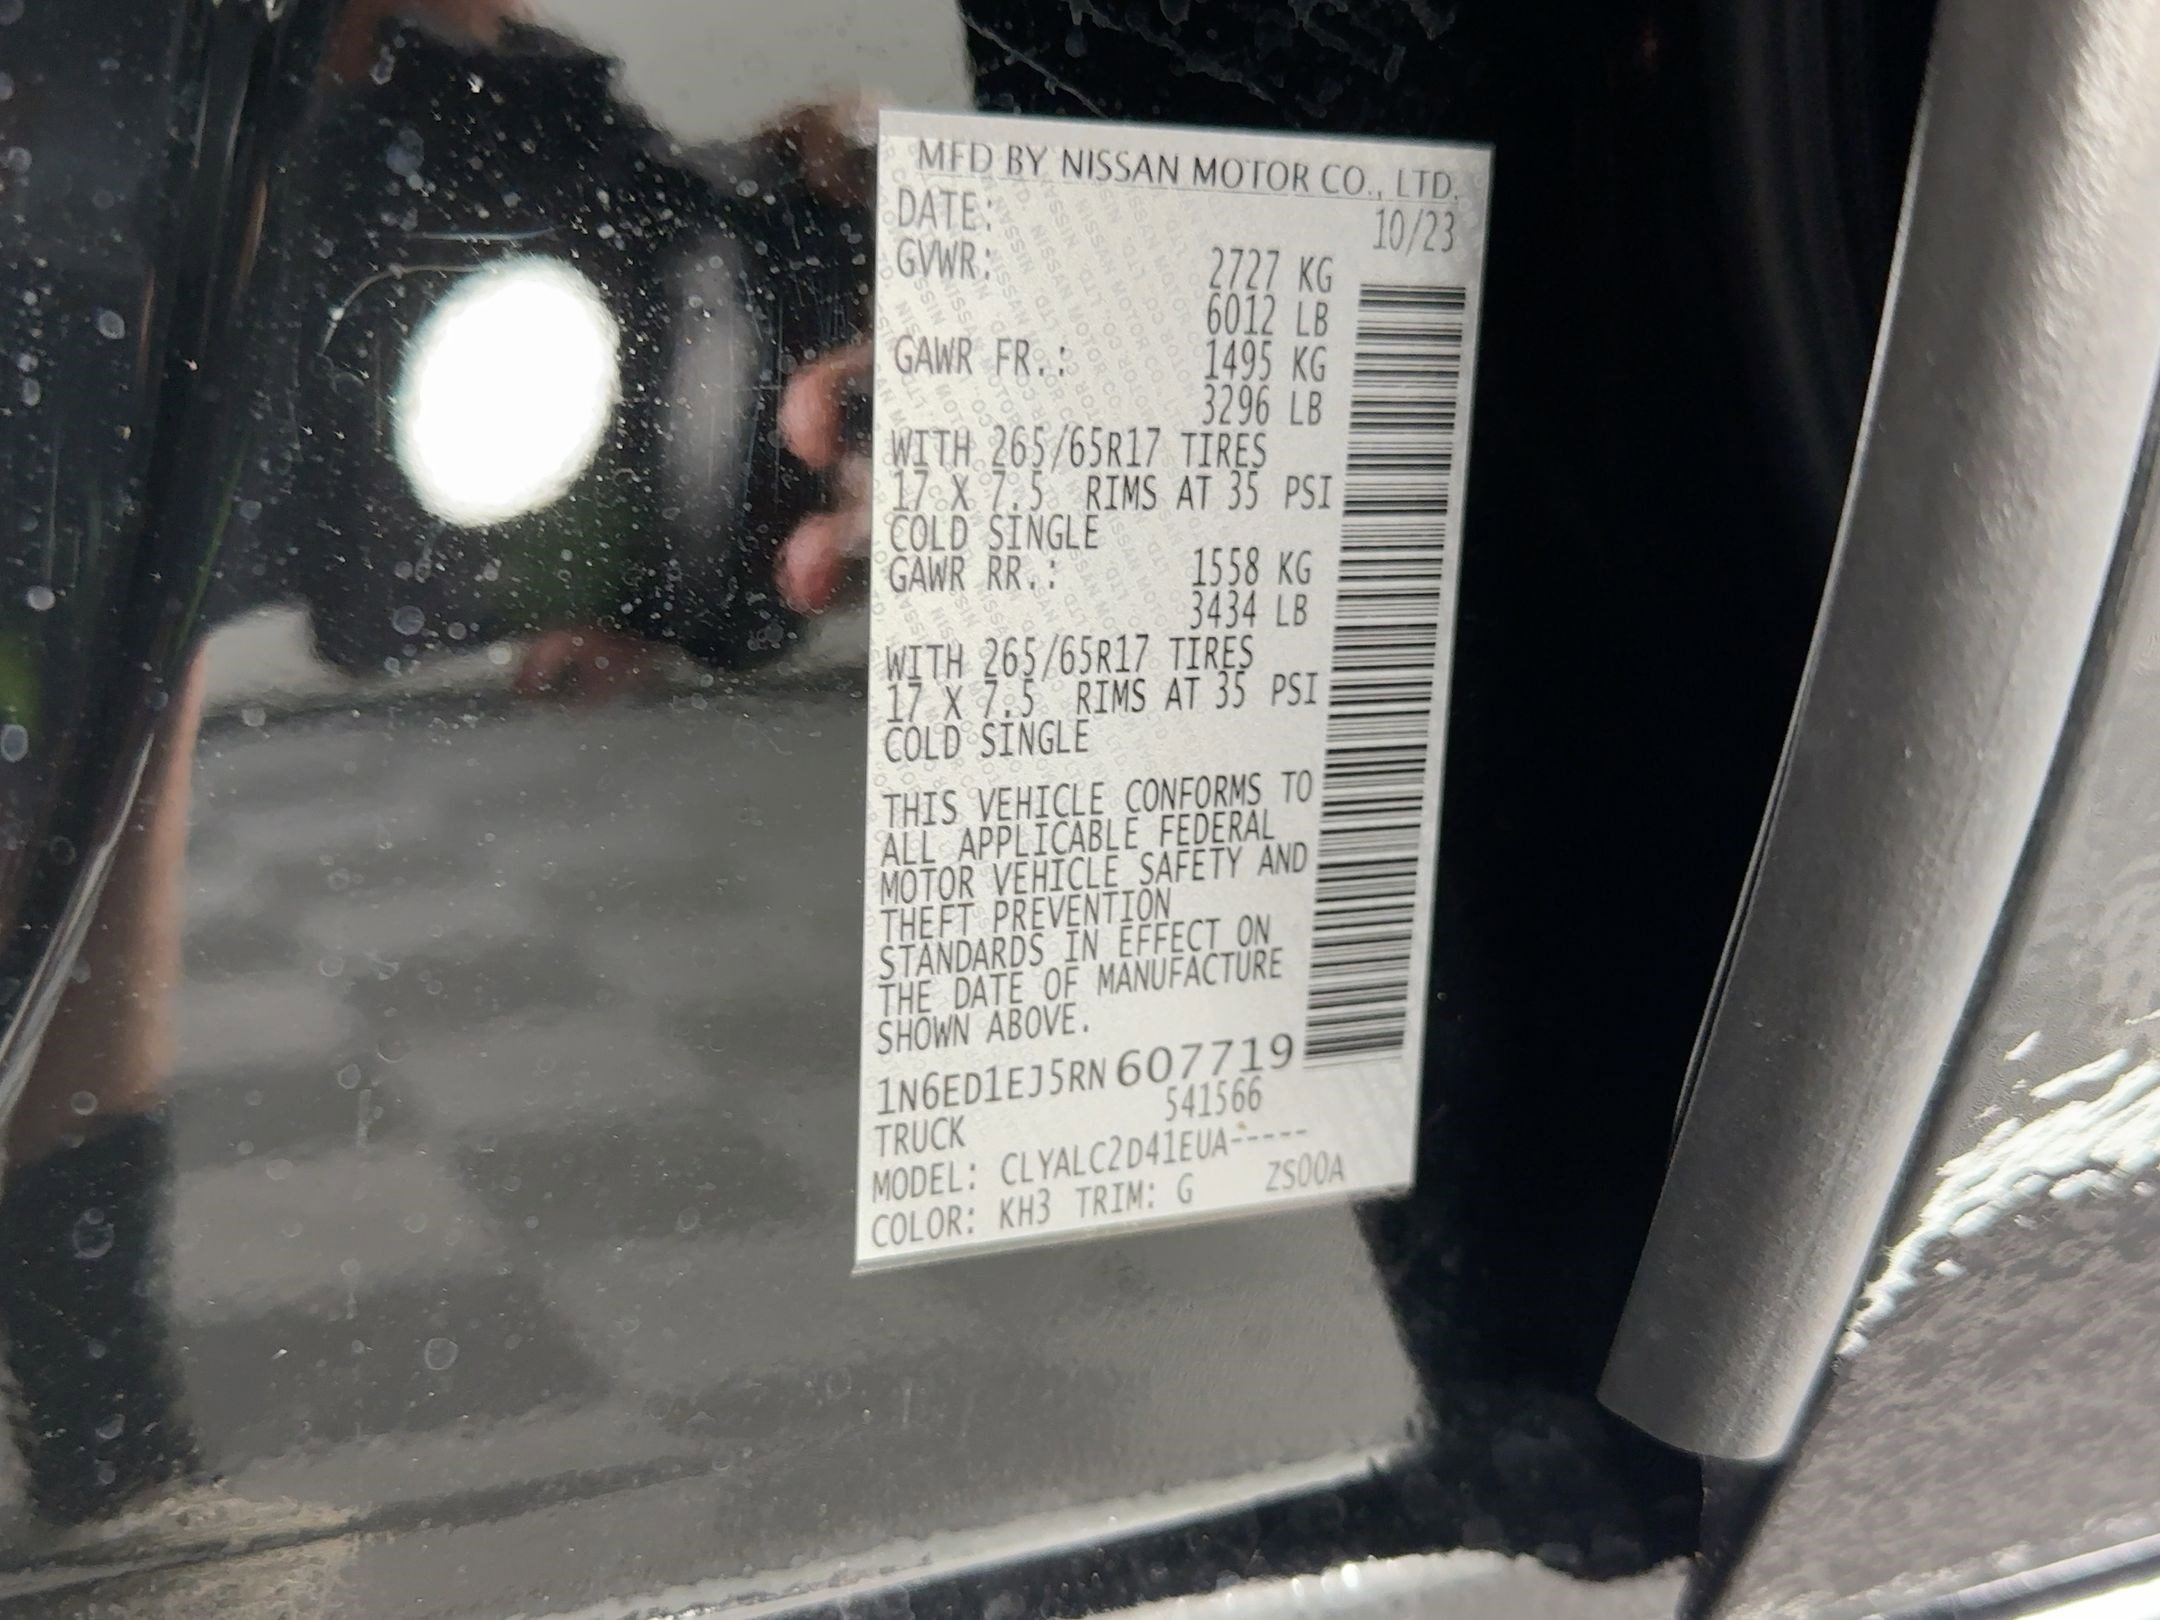 MFD BY NISSAN MOTOR CO., LTD.
DATE: 10/23
GVWR: 2727 KG
6012 LB
GAWR FR.: 1495 KG
3296 LB
WITH 265/65R17 TIRES
17 X 7.5 RIMS AT 35 PSI
COLD SINGLE
GAWR RR.: 1558 KG
3434 LB
WITH 265/65R17 TIRES
17 X 7.5 RIMS AT 35 PSI
COLD SINGLE
THIS VEHICLE CONFORMS TO
ALL APPLICABLE FEDERAL
MOTOR VEHICLE SAFETY AND
THEFT PREVENTION
STANDARDS IN EFFECT ON
THE DATE OF MANUFACTURE
SHOWN ABOVE.
1N6ED1EJ5RN607719
TRUCK 541566
MODEL: CLYALC2D41EUA-----
COLOR: KH3 TRIM: G ZS00A